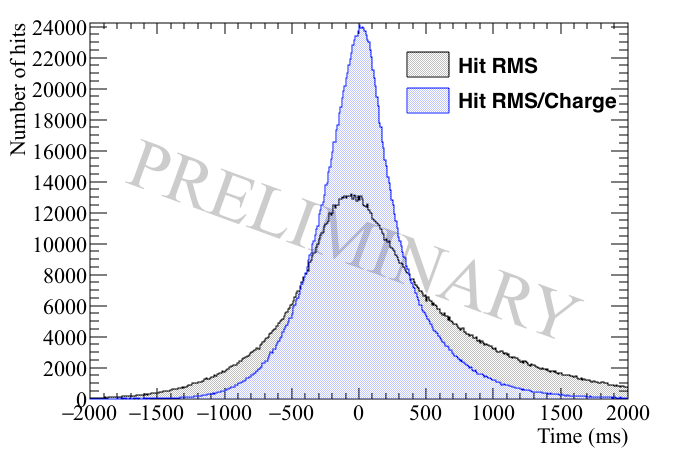 Number of hits
24000
22000
20000
18000
16000
14000
12000
10000
8000
6000
4000
2000
0
Hit RMS
Hit RMS/Charge
PRELIMINARY
−2000 −1500 −1000 −500 0 500 1000 1500 2000
Time (ms)